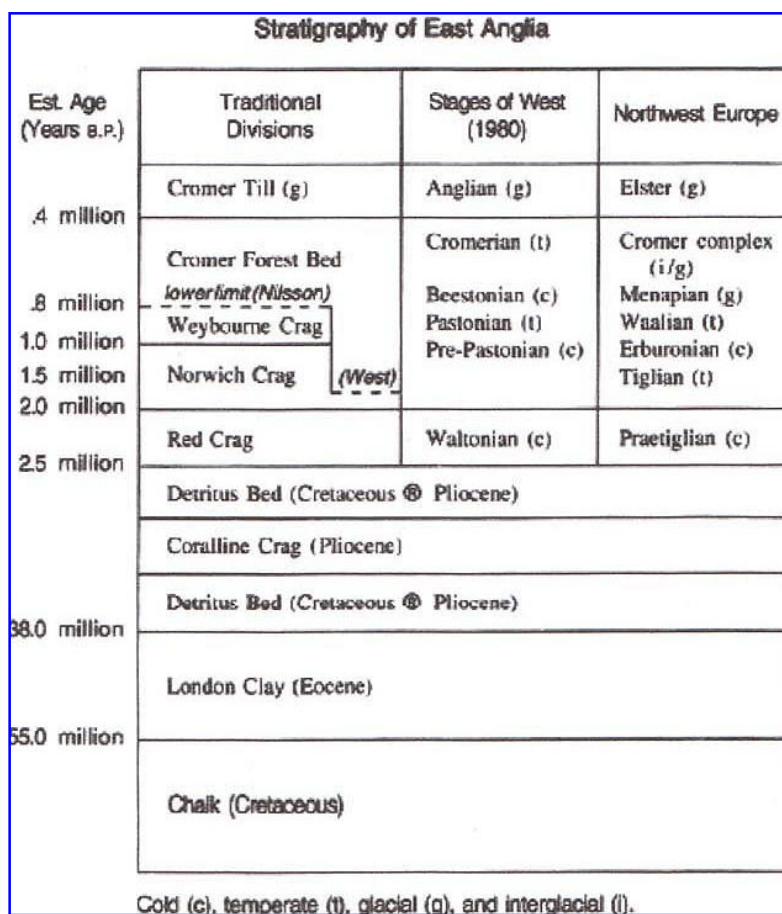 Stratigraphy of East Anglia
Est. Age
(Years B.P.)
Traditional
Divisions
Stages of West
(1980)
Northwest Europe
Cromer Till (g)
Anglian (g)
Elster (g)
.4 million
Cromer Forest Bed
lower limit (Nilsson)
Cromerian (t)
Cromer complex
(i/g)
Beestonian (c)
Menapian (g)
.8 million
Weybourne Crag
Pastonian (t)
Waalian (t)
1.0 million
Pre-Pastonian (c)
Erburonian (c)
1.5 million
Norwich Crag
(West)
Tiglian (t)
2.0 million
Red Crag
Waltonian (c)
Praetiglian (c)
2.5 million
Detritus Bed (Cretaceous ® Pliocene)
Coralline Crag (Pliocene)
Detritus Bed (Cretaceous ® Pliocene)
38.0 million
London Clay (Eocene)
55.0 million
Chalk (Cretaceous)
Cold (c), temperate (t), glacial (g), and interglacial (i).